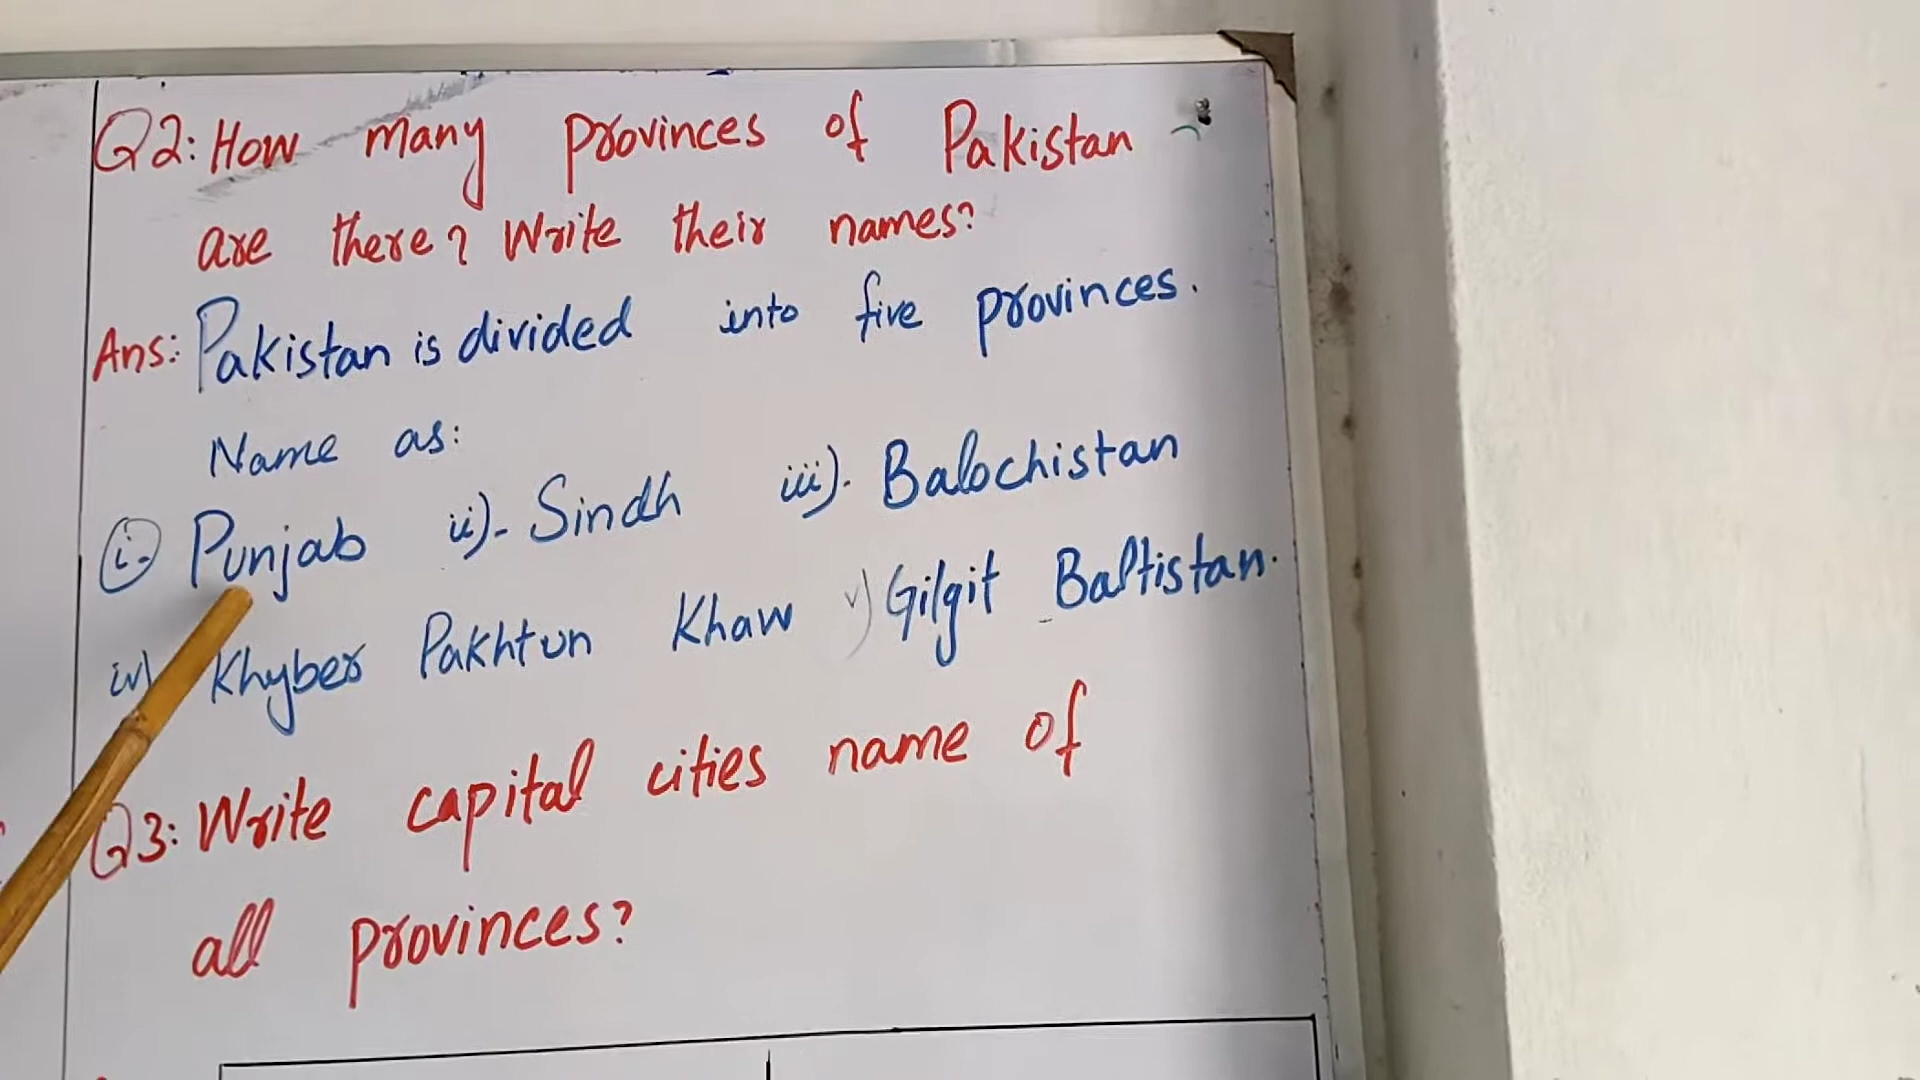 Q2: How many provinces of Pakistan
are there? Write their names?
Ans: Pakistan is divided into five provinces.
Name as:
i. Punjab ii). Sindh iii). Balochistan
iv) Khyber Pakhtun Khaw v) Gilgit Baltistan.
Q3: Write capital cities name of
all provinces?